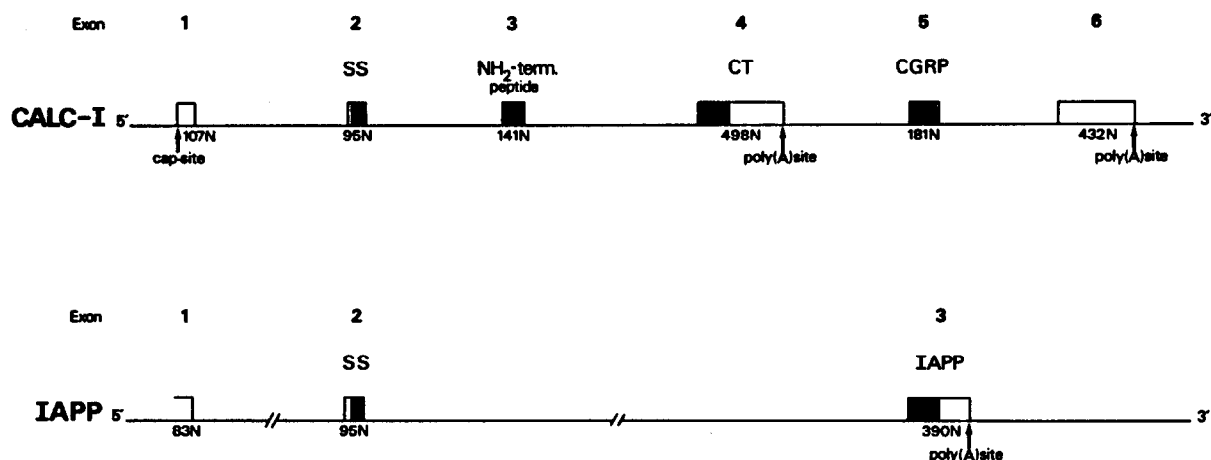 Exon 1 2 3 4 5 6
SS NH2-term. peptide CT CGRP
CALC-I 5′ 3′
107N 95N 141N 498N 181N 432N
cap-site poly(A)site poly(A)site
Exon 1 2 3
SS IAPP
IAPP 5′ 3′
83N 95N 390N
poly(A)site